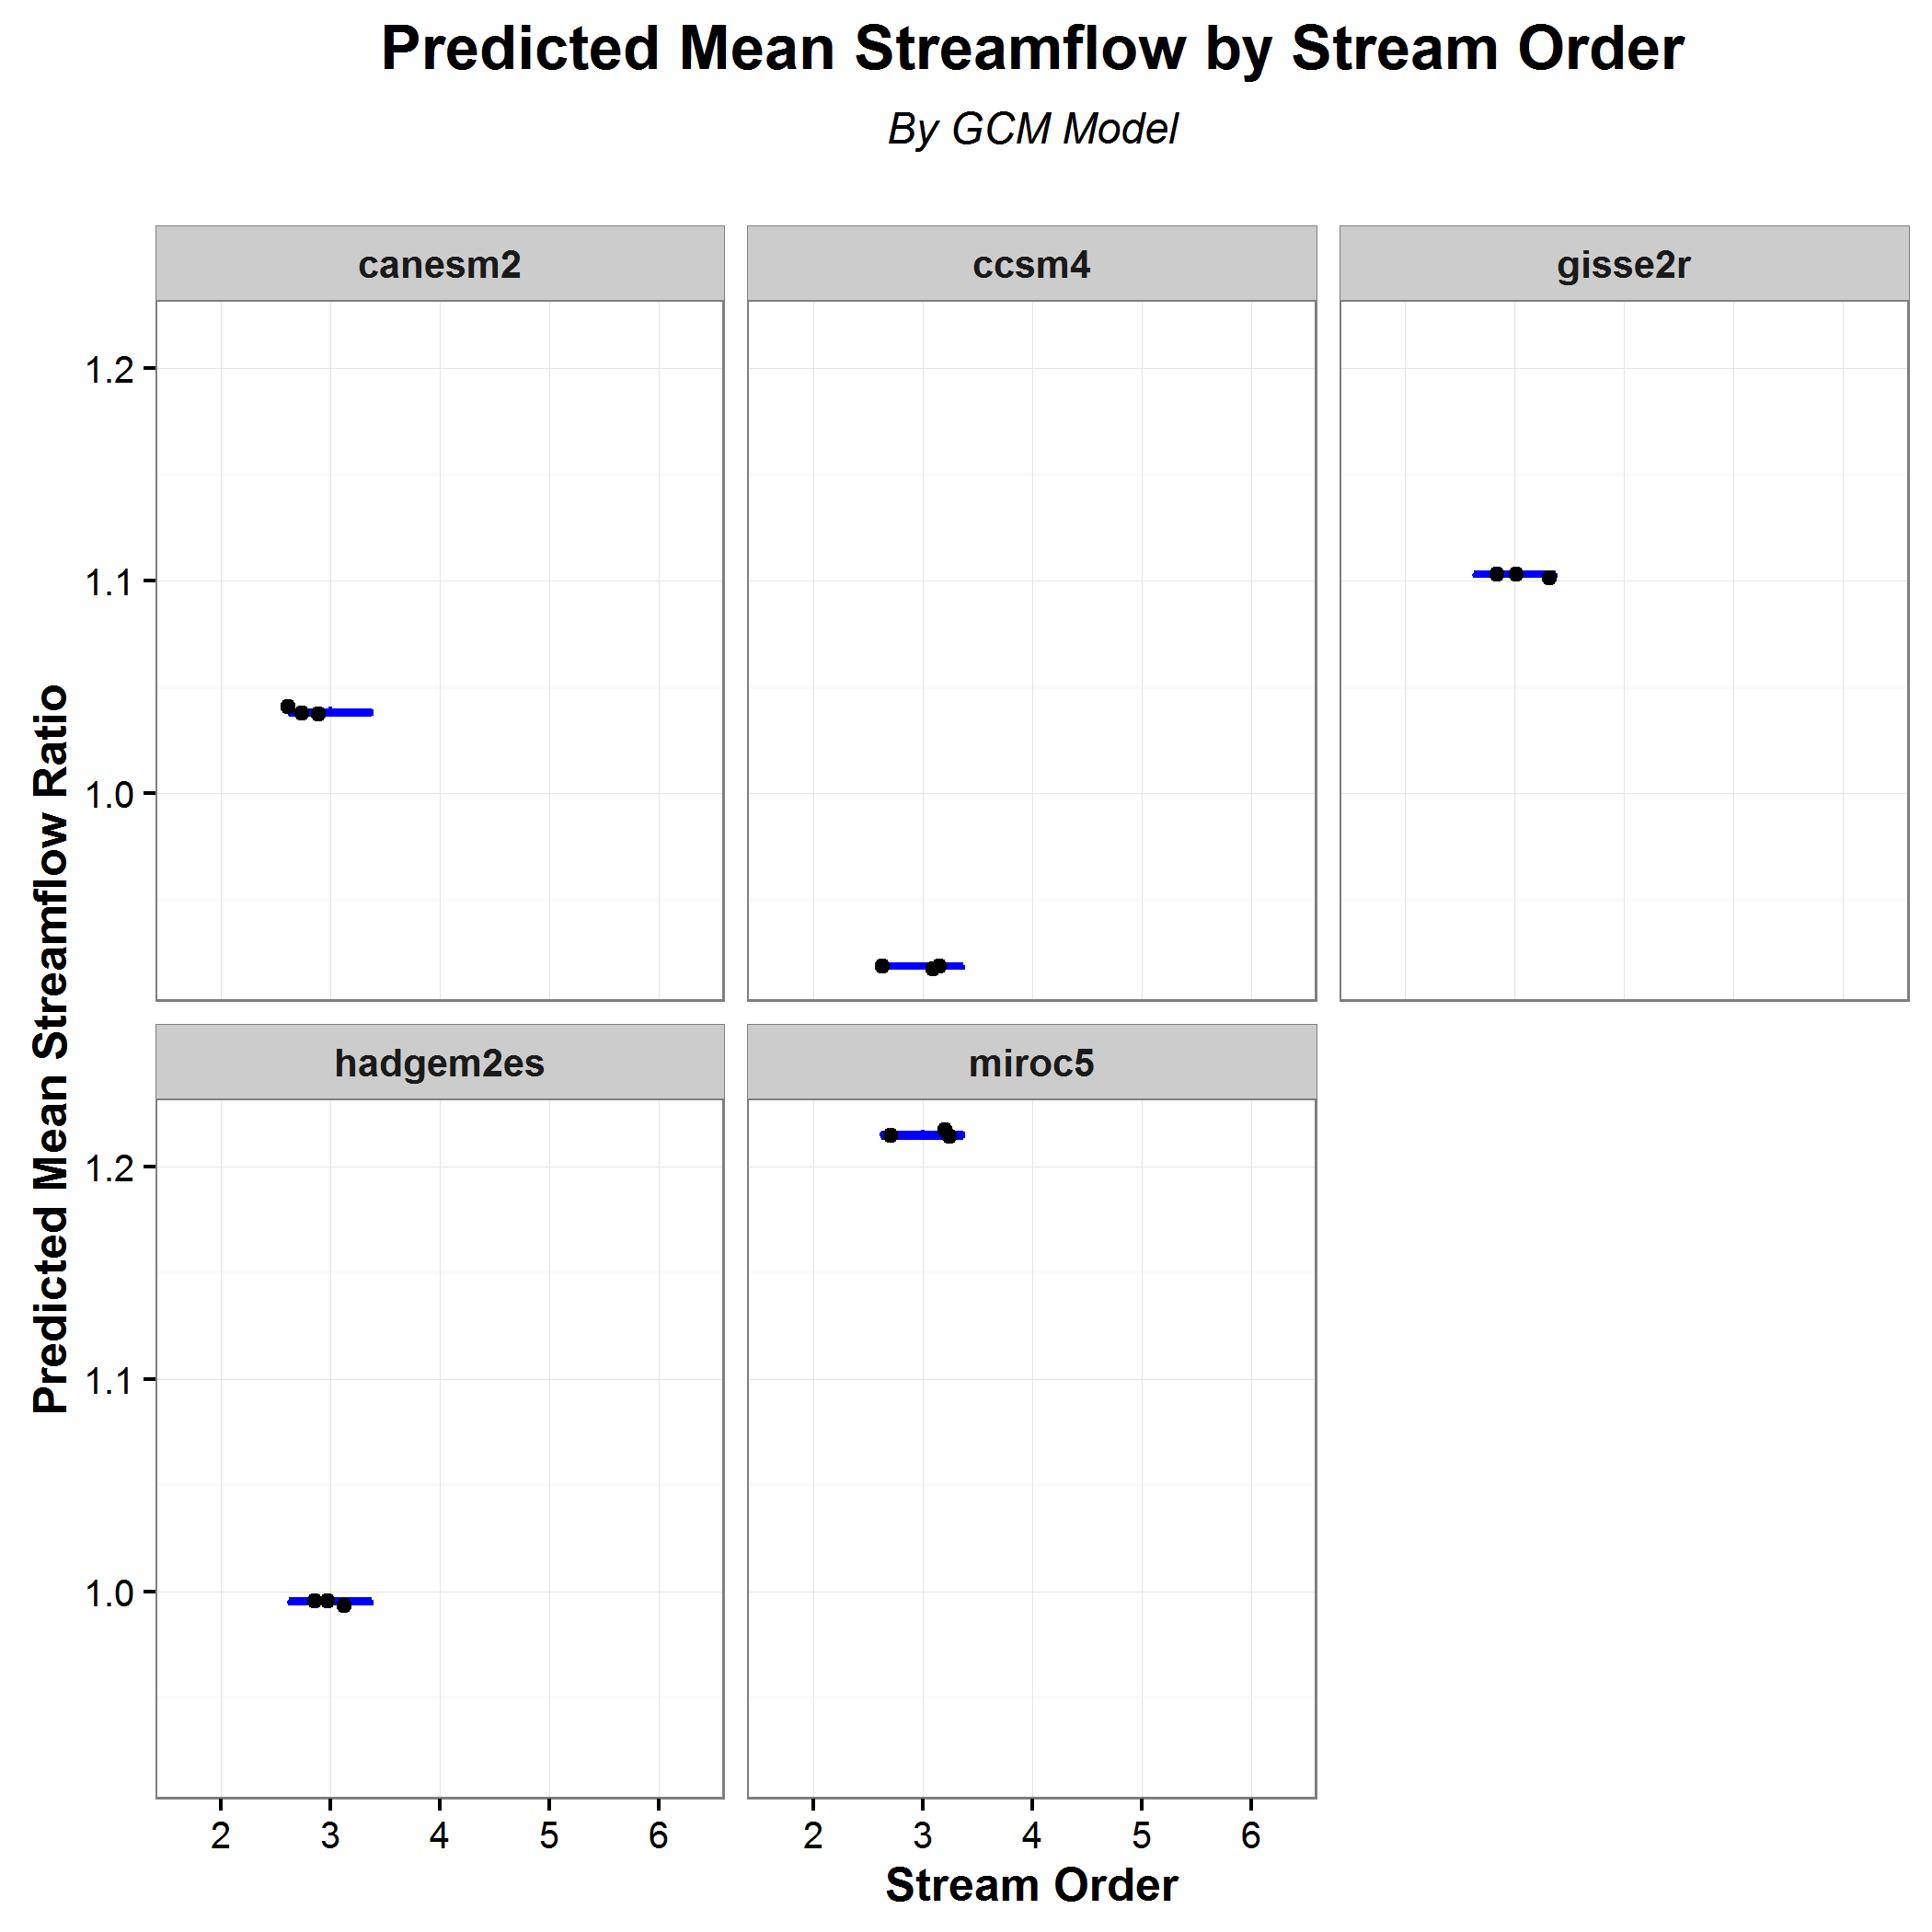 Predicted Mean Streamflow by Stream Order
By GCM Model
canesm2
ccsm4
gisse2r
1.2
1.1
1.0
Predicted Mean Streamflow Ratio
hadgem2es
miroc5
1.2
1.1
1.0
2 3 4 5 6
2 3 4 5 6
Stream Order